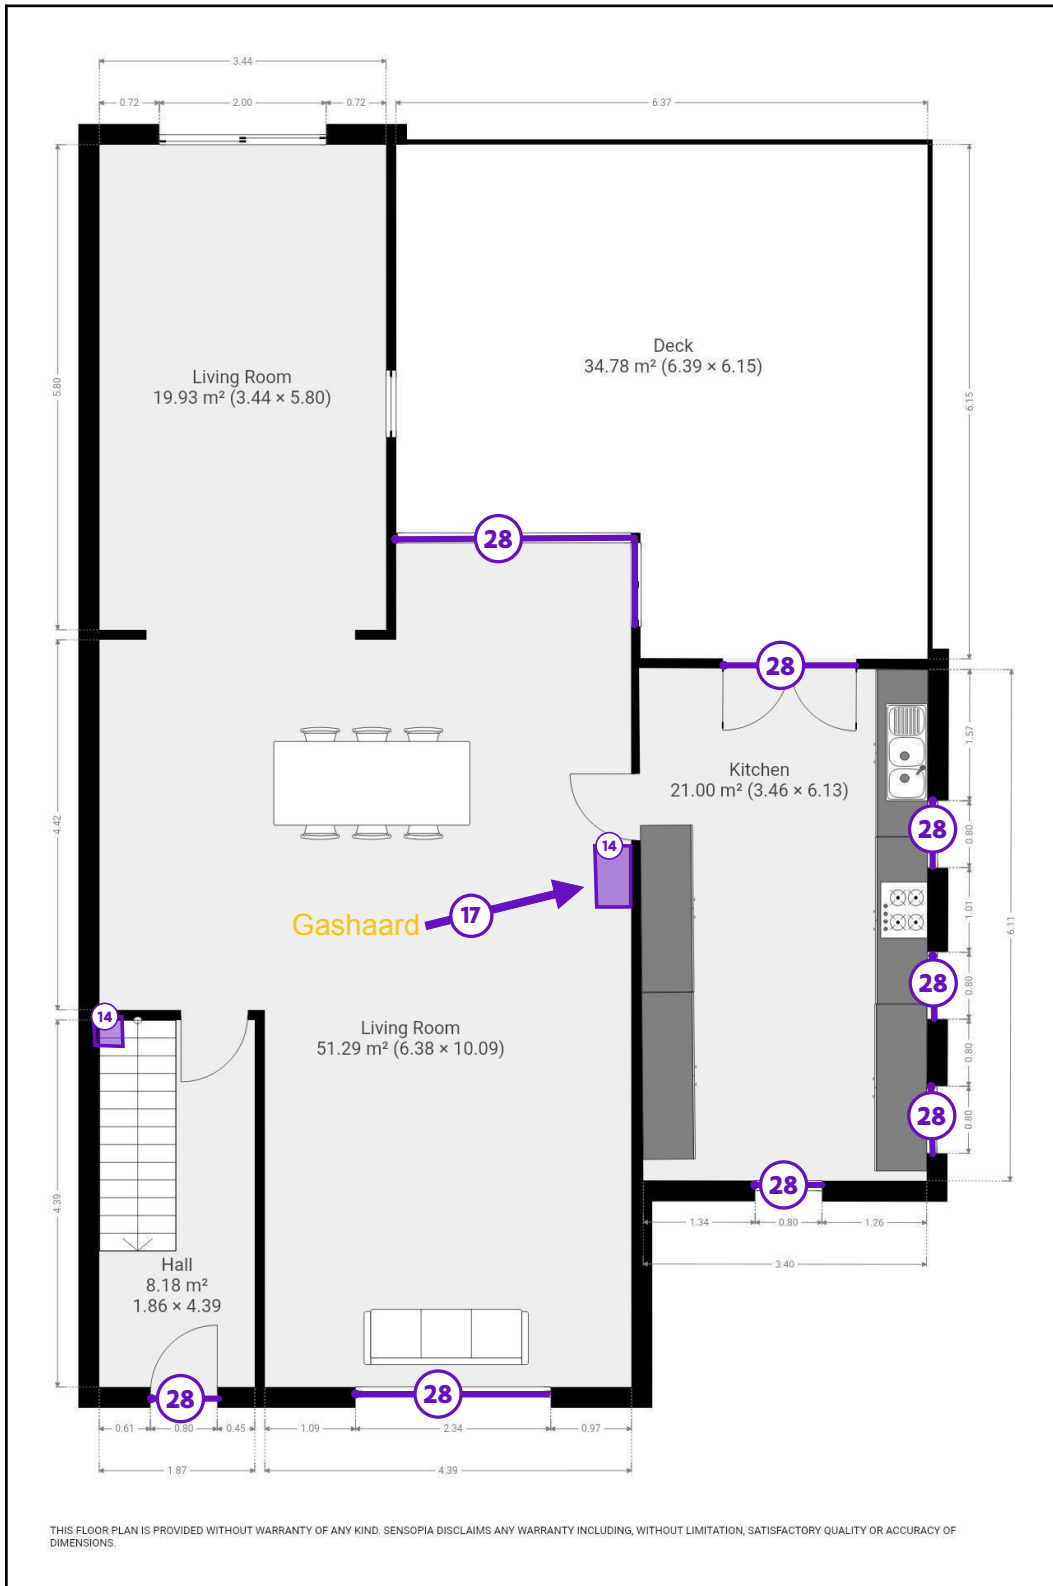 3.44
0.72
2.00
0.72
6.37
Living Room
19.93 m² (3.44 × 5.80)
Deck
34.78 m² (6.39 × 6.15)
5.80
6.15
28
28
Kitchen
21.00 m² (3.46 × 6.13)
1.57
4.42
28
0.80
14
Gashaard
17
1.01
6.11
28
0.80
14
Living Room
51.29 m² (6.38 × 10.09)
0.80
28
0.80
4.39
28
1.34
0.80
1.26
3.40
Hall
8.18 m²
1.86 × 4.39
28
28
0.61
0.80
0.45
1.09
2.34
0.97
1.87
4.39
THIS FLOOR PLAN IS PROVIDED WITHOUT WARRANTY OF ANY KIND. SENSOPIA DISCLAIMS ANY WARRANTY INCLUDING, WITHOUT LIMITATION, SATISFACTORY QUALITY OR ACCURACY OF
DIMENSIONS.